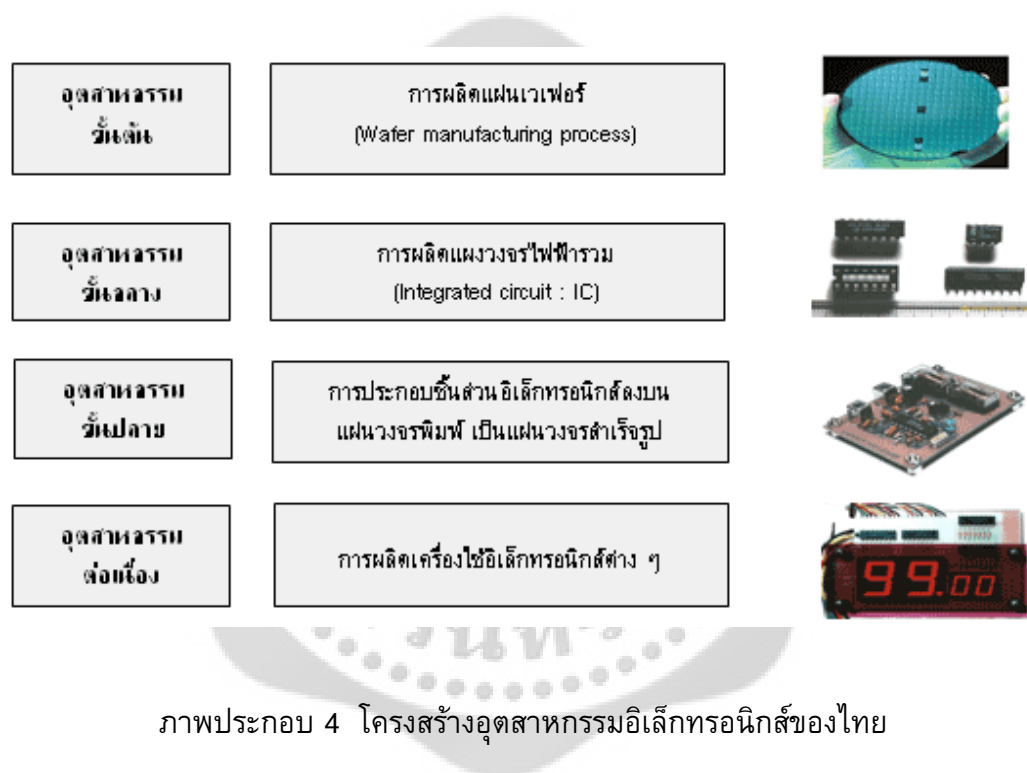 อุตสาหกรรม
ขั้นต้น
การผลิตแผ่นเวเฟอร์
(Wafer manufacturing process)
อุตสาหกรรม
ขั้นกลาง
การผลิตแผงวงจรไฟฟ้ารวม
(Integrated circuit : IC)
อุตสาหกรรม
ขั้นปลาย
การประกอบชิ้นส่วนอิเล็กทรอนิกส์ลงบน
แผ่นวงจรพิมพ์ เป็นแผ่นวงจรสำเร็จรูป
อุตสาหกรรม
ต่อเนื่อง
การผลิตเครื่องใช้อิเล็กทรอนิกส์ต่าง ๆ
99.00
ภาพประกอบ 4 โครงสร้างอุตสาหกรรมอิเล็กทรอนิกส์ของไทย